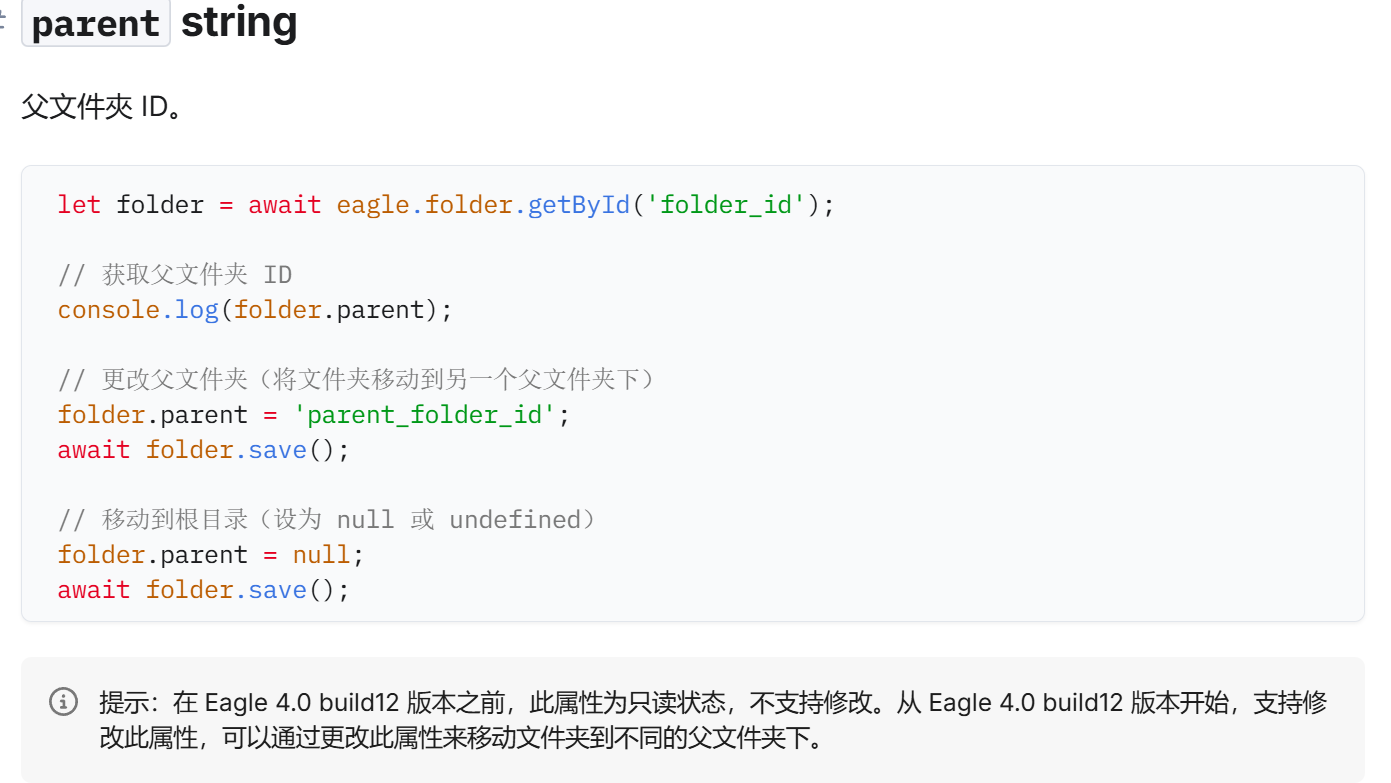 # parent string
父文件夾 ID。
let folder = await eagle.folder.getById('folder_id');
// 获取父文件夹 ID
console.log(folder.parent);
// 更改父文件夹（将文件夹移动到另一个父文件夹下）
folder.parent = 'parent_folder_id';
await folder.save();
// 移动到根目录（设为 null 或 undefined）
folder.parent = null;
await folder.save();
提示：在 Eagle 4.0 build12 版本之前，此属性为只读状态，不支持修改。从 Eagle 4.0 build12 版本开始，支持修
改此属性，可以通过更改此属性来移动文件夹到不同的父文件夹下。